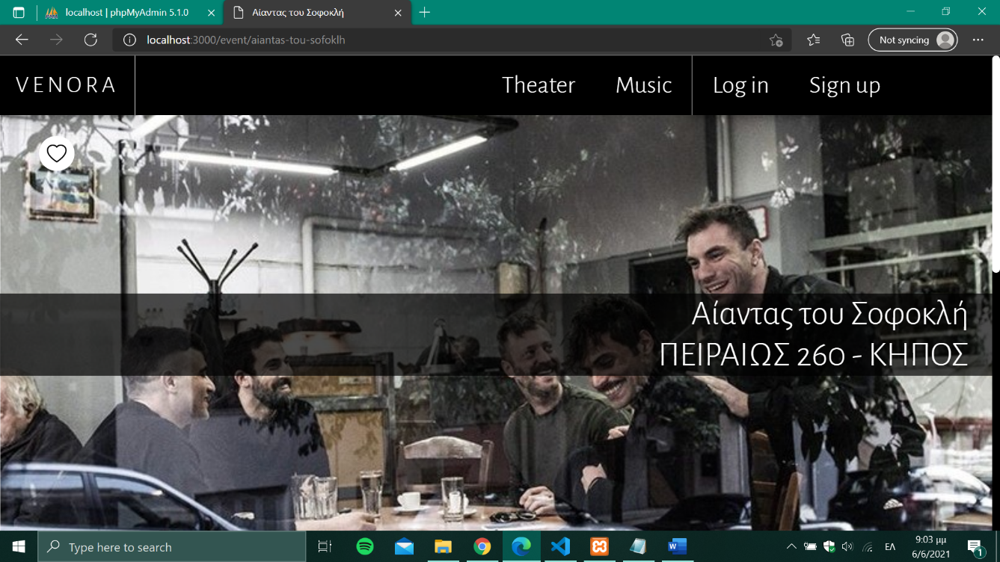 localhost | phpMyAdmin 5.1.0
Αίαντας του Σοφοκλή
localhost:3000/event/aiantas-tou-sofoklh
Not syncing
VENORA
Theater
Music
Log in
Sign up
Αίαντας του Σοφοκλή
ΠΕΙΡΑΙΩΣ 260 - ΚΗΠΟΣ
Type here to search
ΕΛ
9:03 μμ
6/6/2021
1